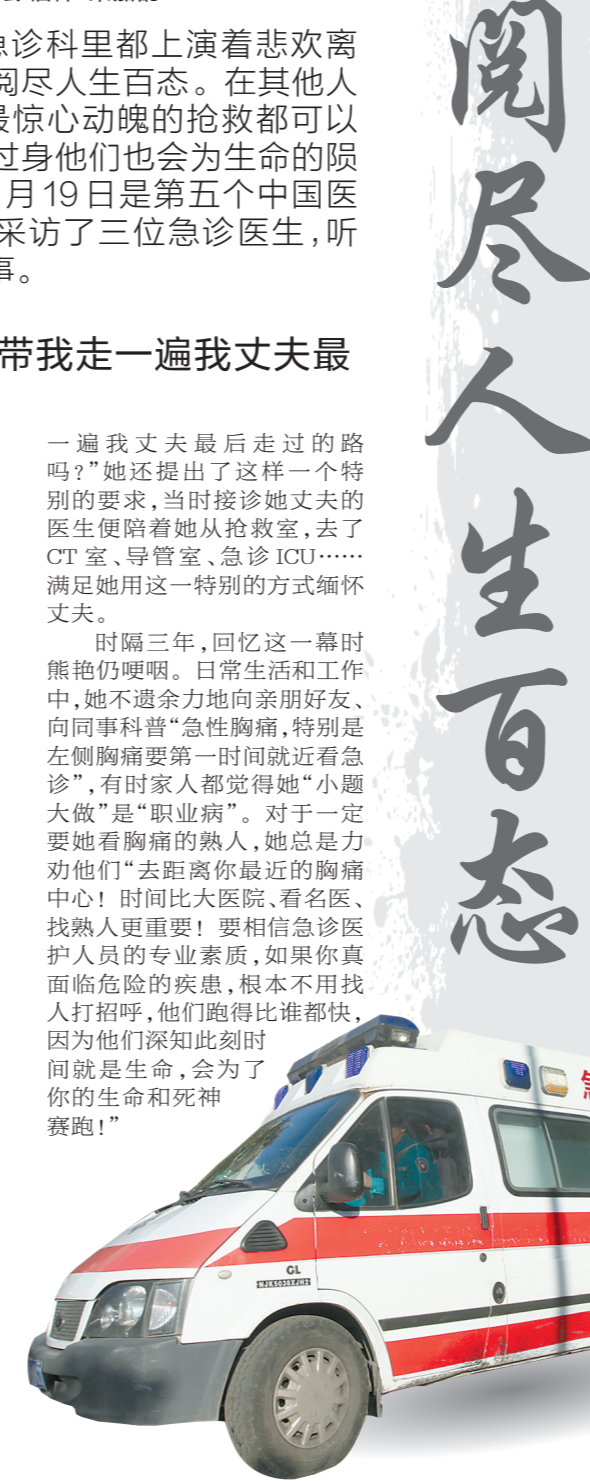 急诊科里都上演着悲欢离
阅尽人生百态。在其他人
最惊心动魄的抢救都可以
过身他们也会为生命的陨
月19日是第五个中国医
采访了三位急诊医生,听
事。
带我走一遍我丈夫最
一遍我丈夫最后走过的路
吗?”她还提出了这样一个特
别的要求,当时接诊她丈夫的
医生便陪着她从抢救室,去了
CT 室、导管室、急诊 ICU……
满足她用这一特别的方式缅怀
丈夫。
时隔三年,回忆这一幕时
熊艳仍哽咽。日常生活和工作
中,她不遗余力地向亲朋好友、
向同事科普“急性胸痛,特别是
左侧胸痛要第一时间就近看急
诊”,有时家人都觉得她“小题
大做”是“职业病”。对于一定
要她看胸痛的熟人,她总是力
劝他们“去距离你最近的胸痛
中心! 时间比大医院、看名医、
找熟人更重要! 要相信急诊医
护人员的专业素质,如果你真
面临危险的疾患,根本不用找
人打招呼,他们跑得比谁都快,
因为他们深知此刻时
间就是生命,会为了
你的生命和死神
赛跑!”
阅尽人生百态
急
GL
NJK5038XJH2